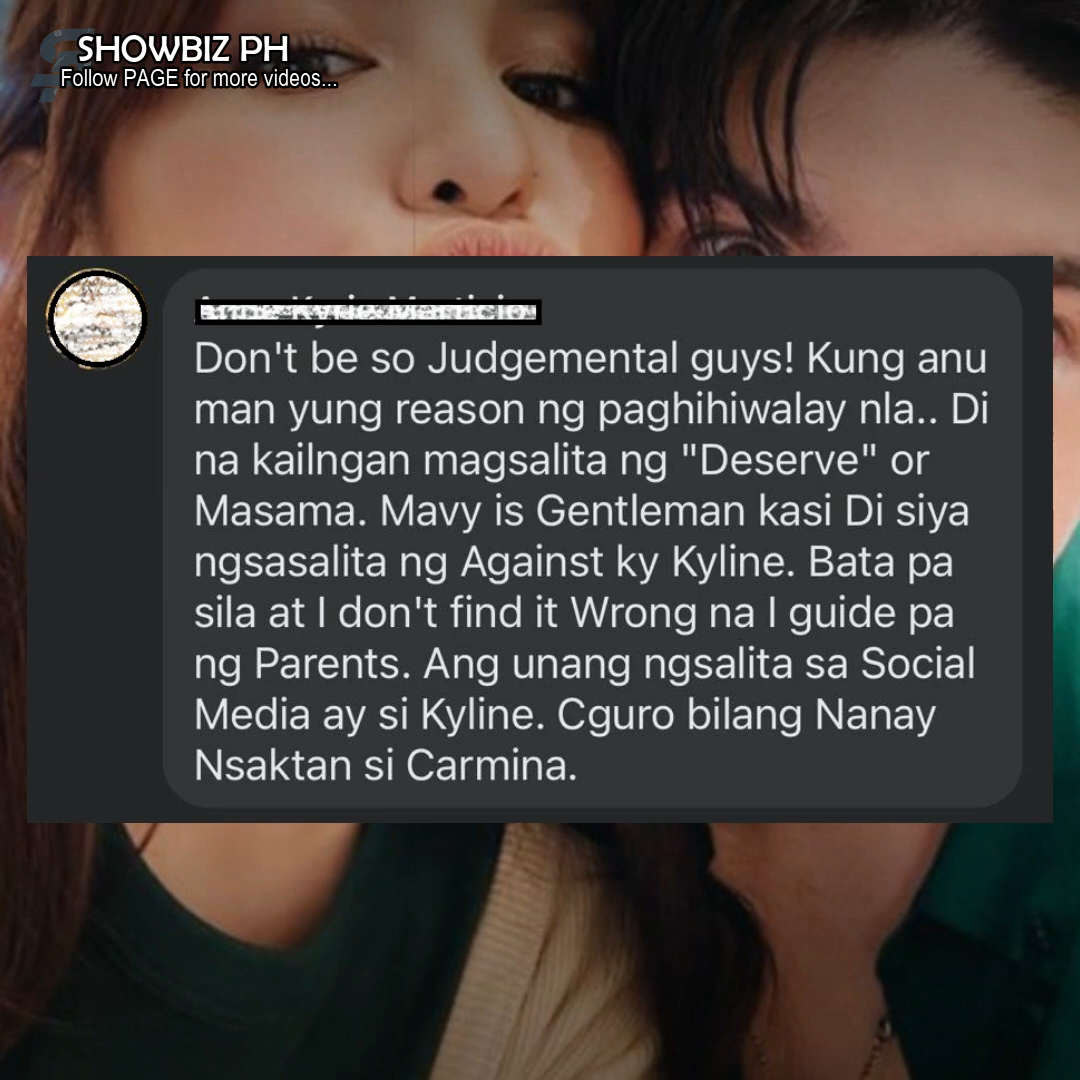 SHOWBIZ PH
Follow PAGE for more videos...
Don't be so Judgemental guys! Kung anu
man yung reason ng paghihiwalay nla.. Di
na kailngan magsalita ng "Deserve" or
Masama. Mavy is Gentleman kasi Di siya
ngsasalita ng Against ky Kyline. Bata pa
sila at I don't find it Wrong na I guide pa
ng Parents. Ang unang ngsalita sa Social
Media ay si Kyline. Cguro bilang Nanay
Nsaktan si Carmina.